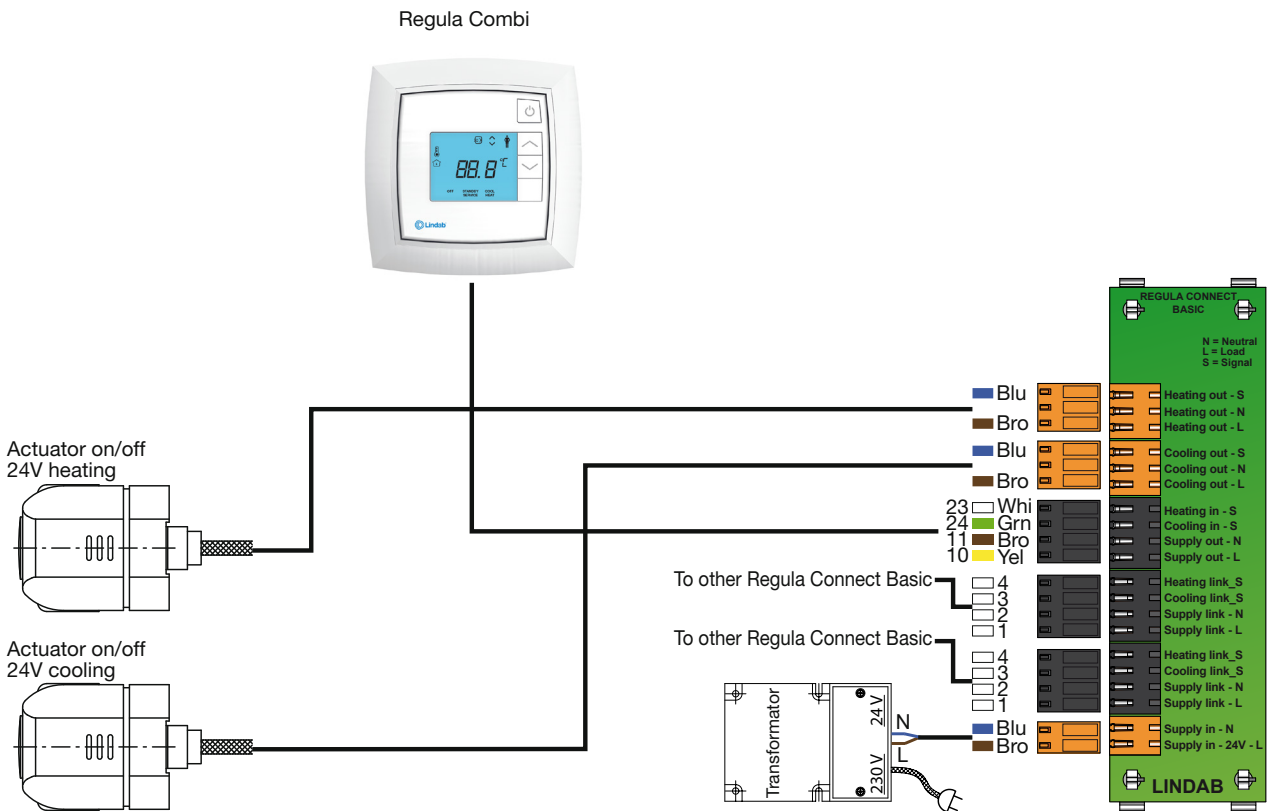 Regula Combi
88.8 °C
OFF STANDBY COOL
SERVICE HEAT
Lindab
REGULA CONNECT
BASIC
N = Neutral
L = Load
S = Signal
Actuator on/off
24V heating
Actuator on/off
24V cooling
Blu
Bro
Blu
Bro
23 Whi
24 Grn
11 Bro
10 Yel
To other Regula Connect Basic
4
3
2
1
To other Regula Connect Basic
4
3
2
1
Transformator
24 V
230 V
N
L
Blu
Bro
Heating out - S
Heating out - N
Heating out - L
Cooling out - S
Cooling out - N
Cooling out - L
Heating in - S
Cooling in - S
Supply out - N
Supply out - L
Heating link_S
Cooling link_S
Supply link - N
Supply link - L
Heating link_S
Cooling link_S
Supply link - N
Supply link - L
Supply in - N
Supply in - 24V - L
LINDAB